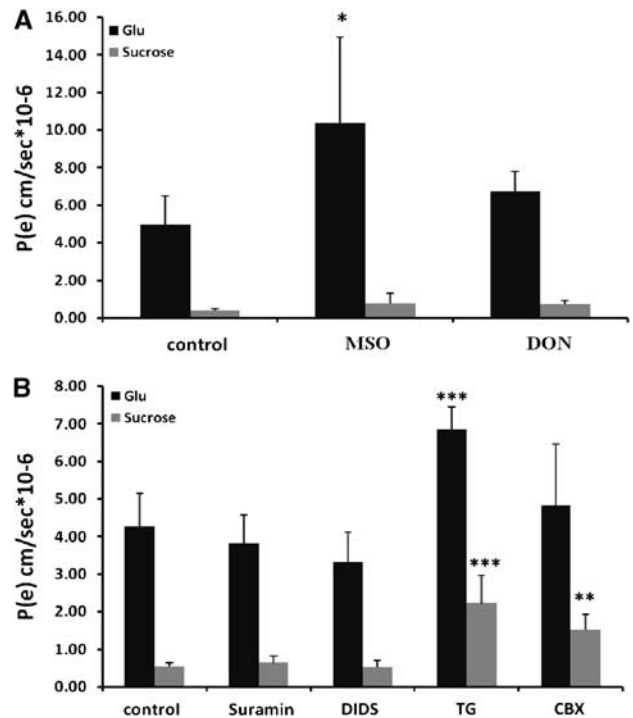 A
16.00
14.00
12.00
10.00
8.00
6.00
4.00
2.00
0.00
P(e) cm/sec*10-6
Glu
Sucrose
*
control MSO DON
B
8.00
7.00
6.00
5.00
4.00
3.00
2.00
1.00
0.00
P(e) cm/sec*10-6
Glu
Sucrose
***
***
**
control Suramin DIDS TG CBX